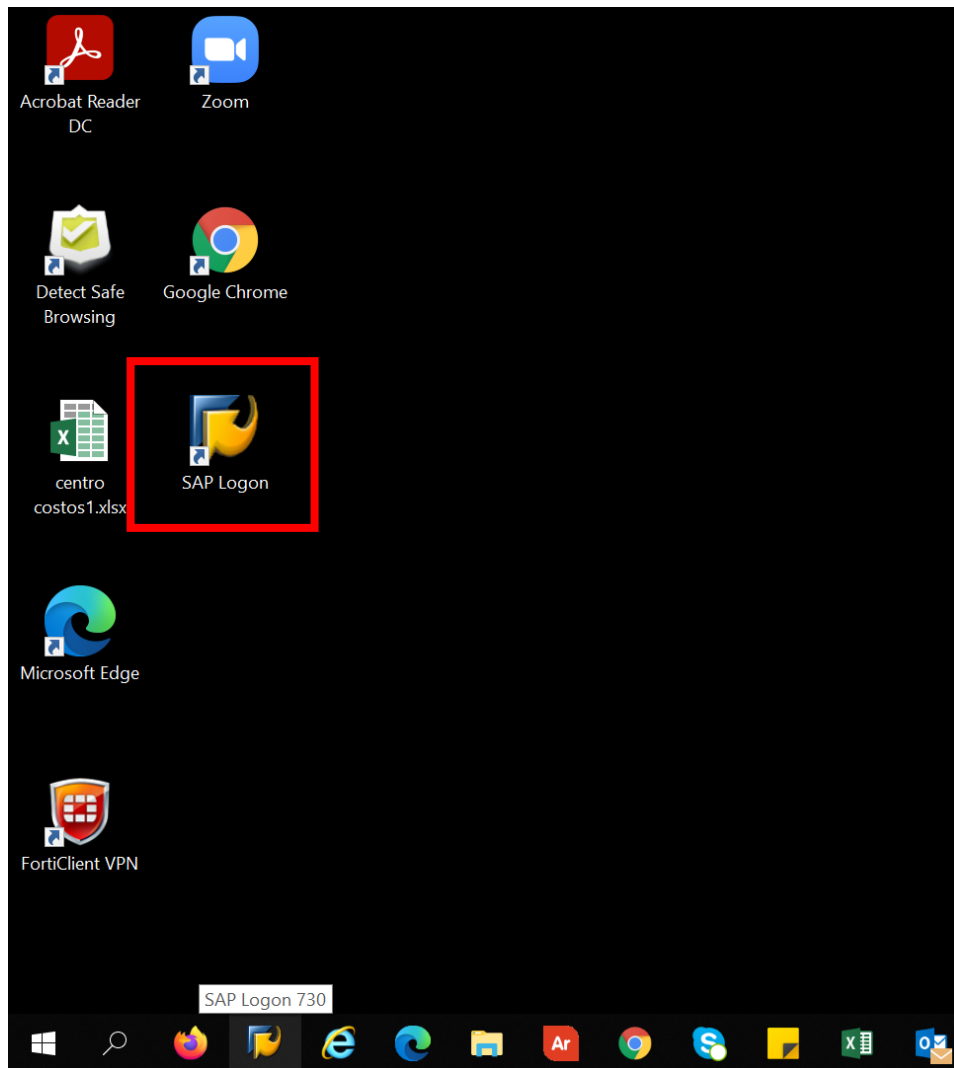 Acrobat Reader
DC
Zoom
Detect Safe
Browsing
Google Chrome
centro
costos1.xlsx
SAP Logon
Microsoft Edge
FortiClient VPN
SAP Logon 730
Ar